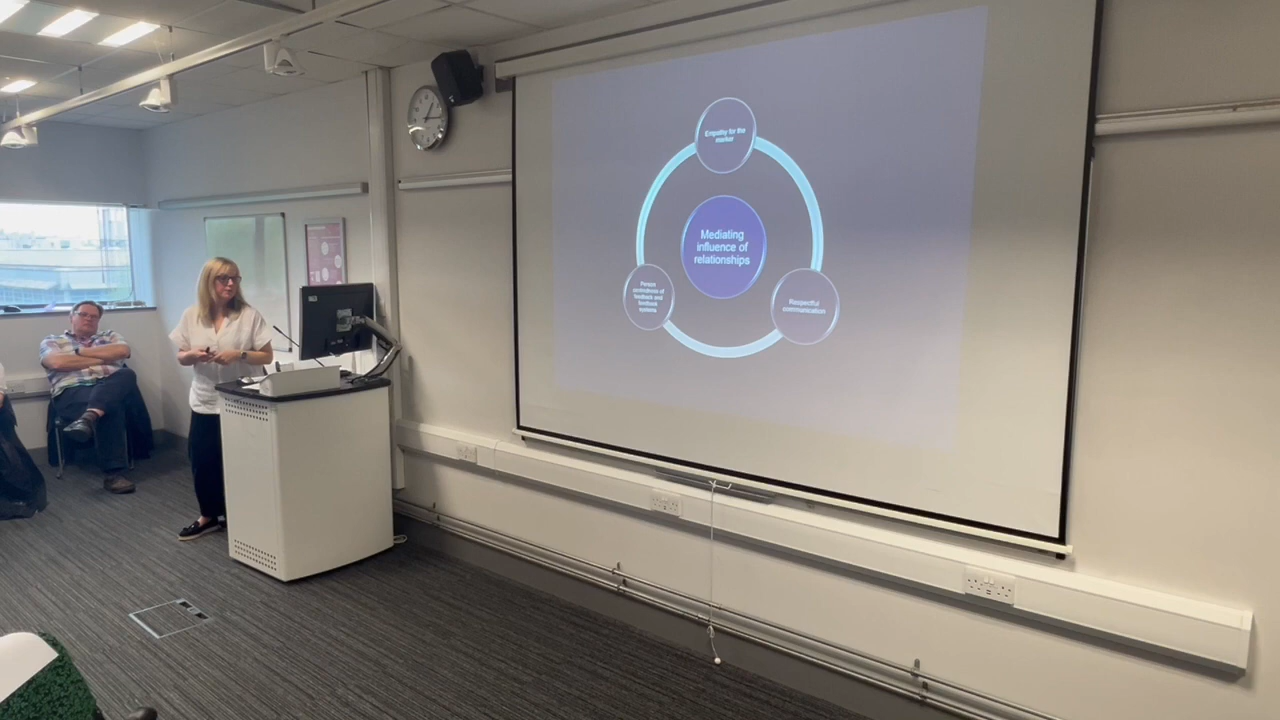 Empathy for the
marker
Mediating
influence of
relationships
Person
centredness of
feedback and
feedback
systems
Respectful
communication